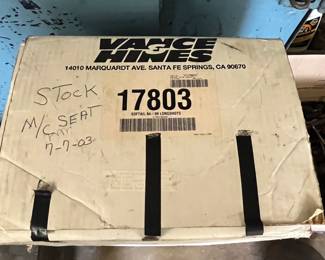 VANCE
& HINES
14010 MARQUARDT AVE. SANTA FE SPRINGS, CA 90670
STOCK
M/C SEAT
7-7-03
17803